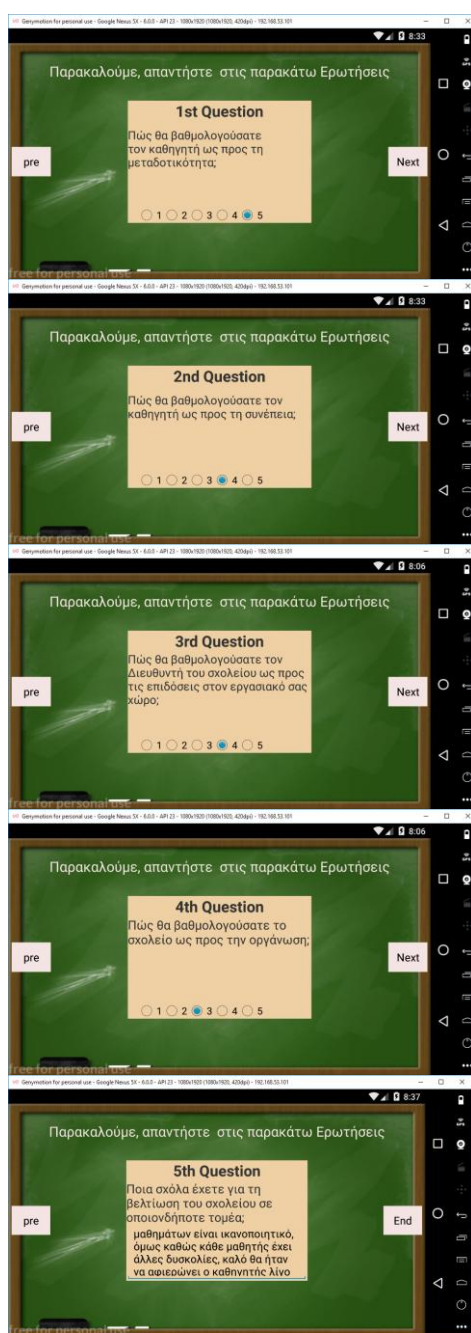 Genymotion for personal use - Google Nexus 5X - 6.0.0 - API 23 - 1080x1920 (1080x1920, 420dpi) - 192.168.53.101
8:33
Παρακαλούμε, απαντήστε στις παρακάτω Ερωτήσεις
1st Question
Πώς θα βαθμολογούσατε
τον καθηγητή ως προς τη
μεταδοτικότητα;
pre
Next
1 2 3 4 5
free for personal use
Genymotion for personal use - Google Nexus 5X - 6.0.0 - API 23 - 1080x1920 (1080x1920, 420dpi) - 192.168.53.101
8:33
Παρακαλούμε, απαντήστε στις παρακάτω Ερωτήσεις
2nd Question
Πώς θα βαθμολογούσατε τον
καθηγητή ως προς τη συνέπεια;
pre
Next
1 2 3 4 5
free for personal use
Genymotion for personal use - Google Nexus 5X - 6.0.0 - API 23 - 1080x1920 (1080x1920, 420dpi) - 192.168.53.101
8:06
Παρακαλούμε, απαντήστε στις παρακάτω Ερωτήσεις
3rd Question
Πώς θα βαθμολογούσατε τον
Διευθυντή του σχολείου ως προς
τις επιδόσεις στον εργασιακό σας
χώρο;
pre
Next
1 2 3 4 5
free for personal use
Genymotion for personal use - Google Nexus 5X - 6.0.0 - API 23 - 1080x1920 (1080x1920, 420dpi) - 192.168.53.101
8:06
Παρακαλούμε, απαντήστε στις παρακάτω Ερωτήσεις
4th Question
Πώς θα βαθμολογούσατε το
σχολείο ως προς την οργάνωση;
pre
Next
1 2 3 4 5
free for personal use
Genymotion for personal use - Google Nexus 5X - 6.0.0 - API 23 - 1080x1920 (1080x1920, 420dpi) - 192.168.53.101
8:37
Παρακαλούμε, απαντήστε στις παρακάτω Ερωτήσεις
5th Question
Ποια σχόλα έχετε για τη
βελτίωση του σχολείου σε
οποιονδήποτε τομέα;
μαθημάτων είναι ικανοποιητικό,
όμως καθώς κάθε μαθητής έχει
άλλες δυσκολίες, καλό θα ήταν
να αφιερώνει ο καθηγητής λίγο
pre
End
free for personal use